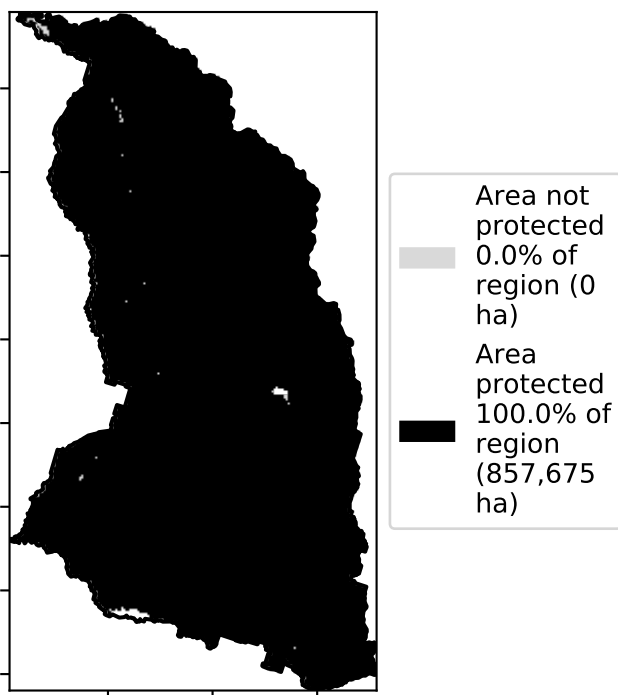 Area not
protected
0.0% of
region (0
ha)
Area
protected
100.0% of
region
(857,675
ha)